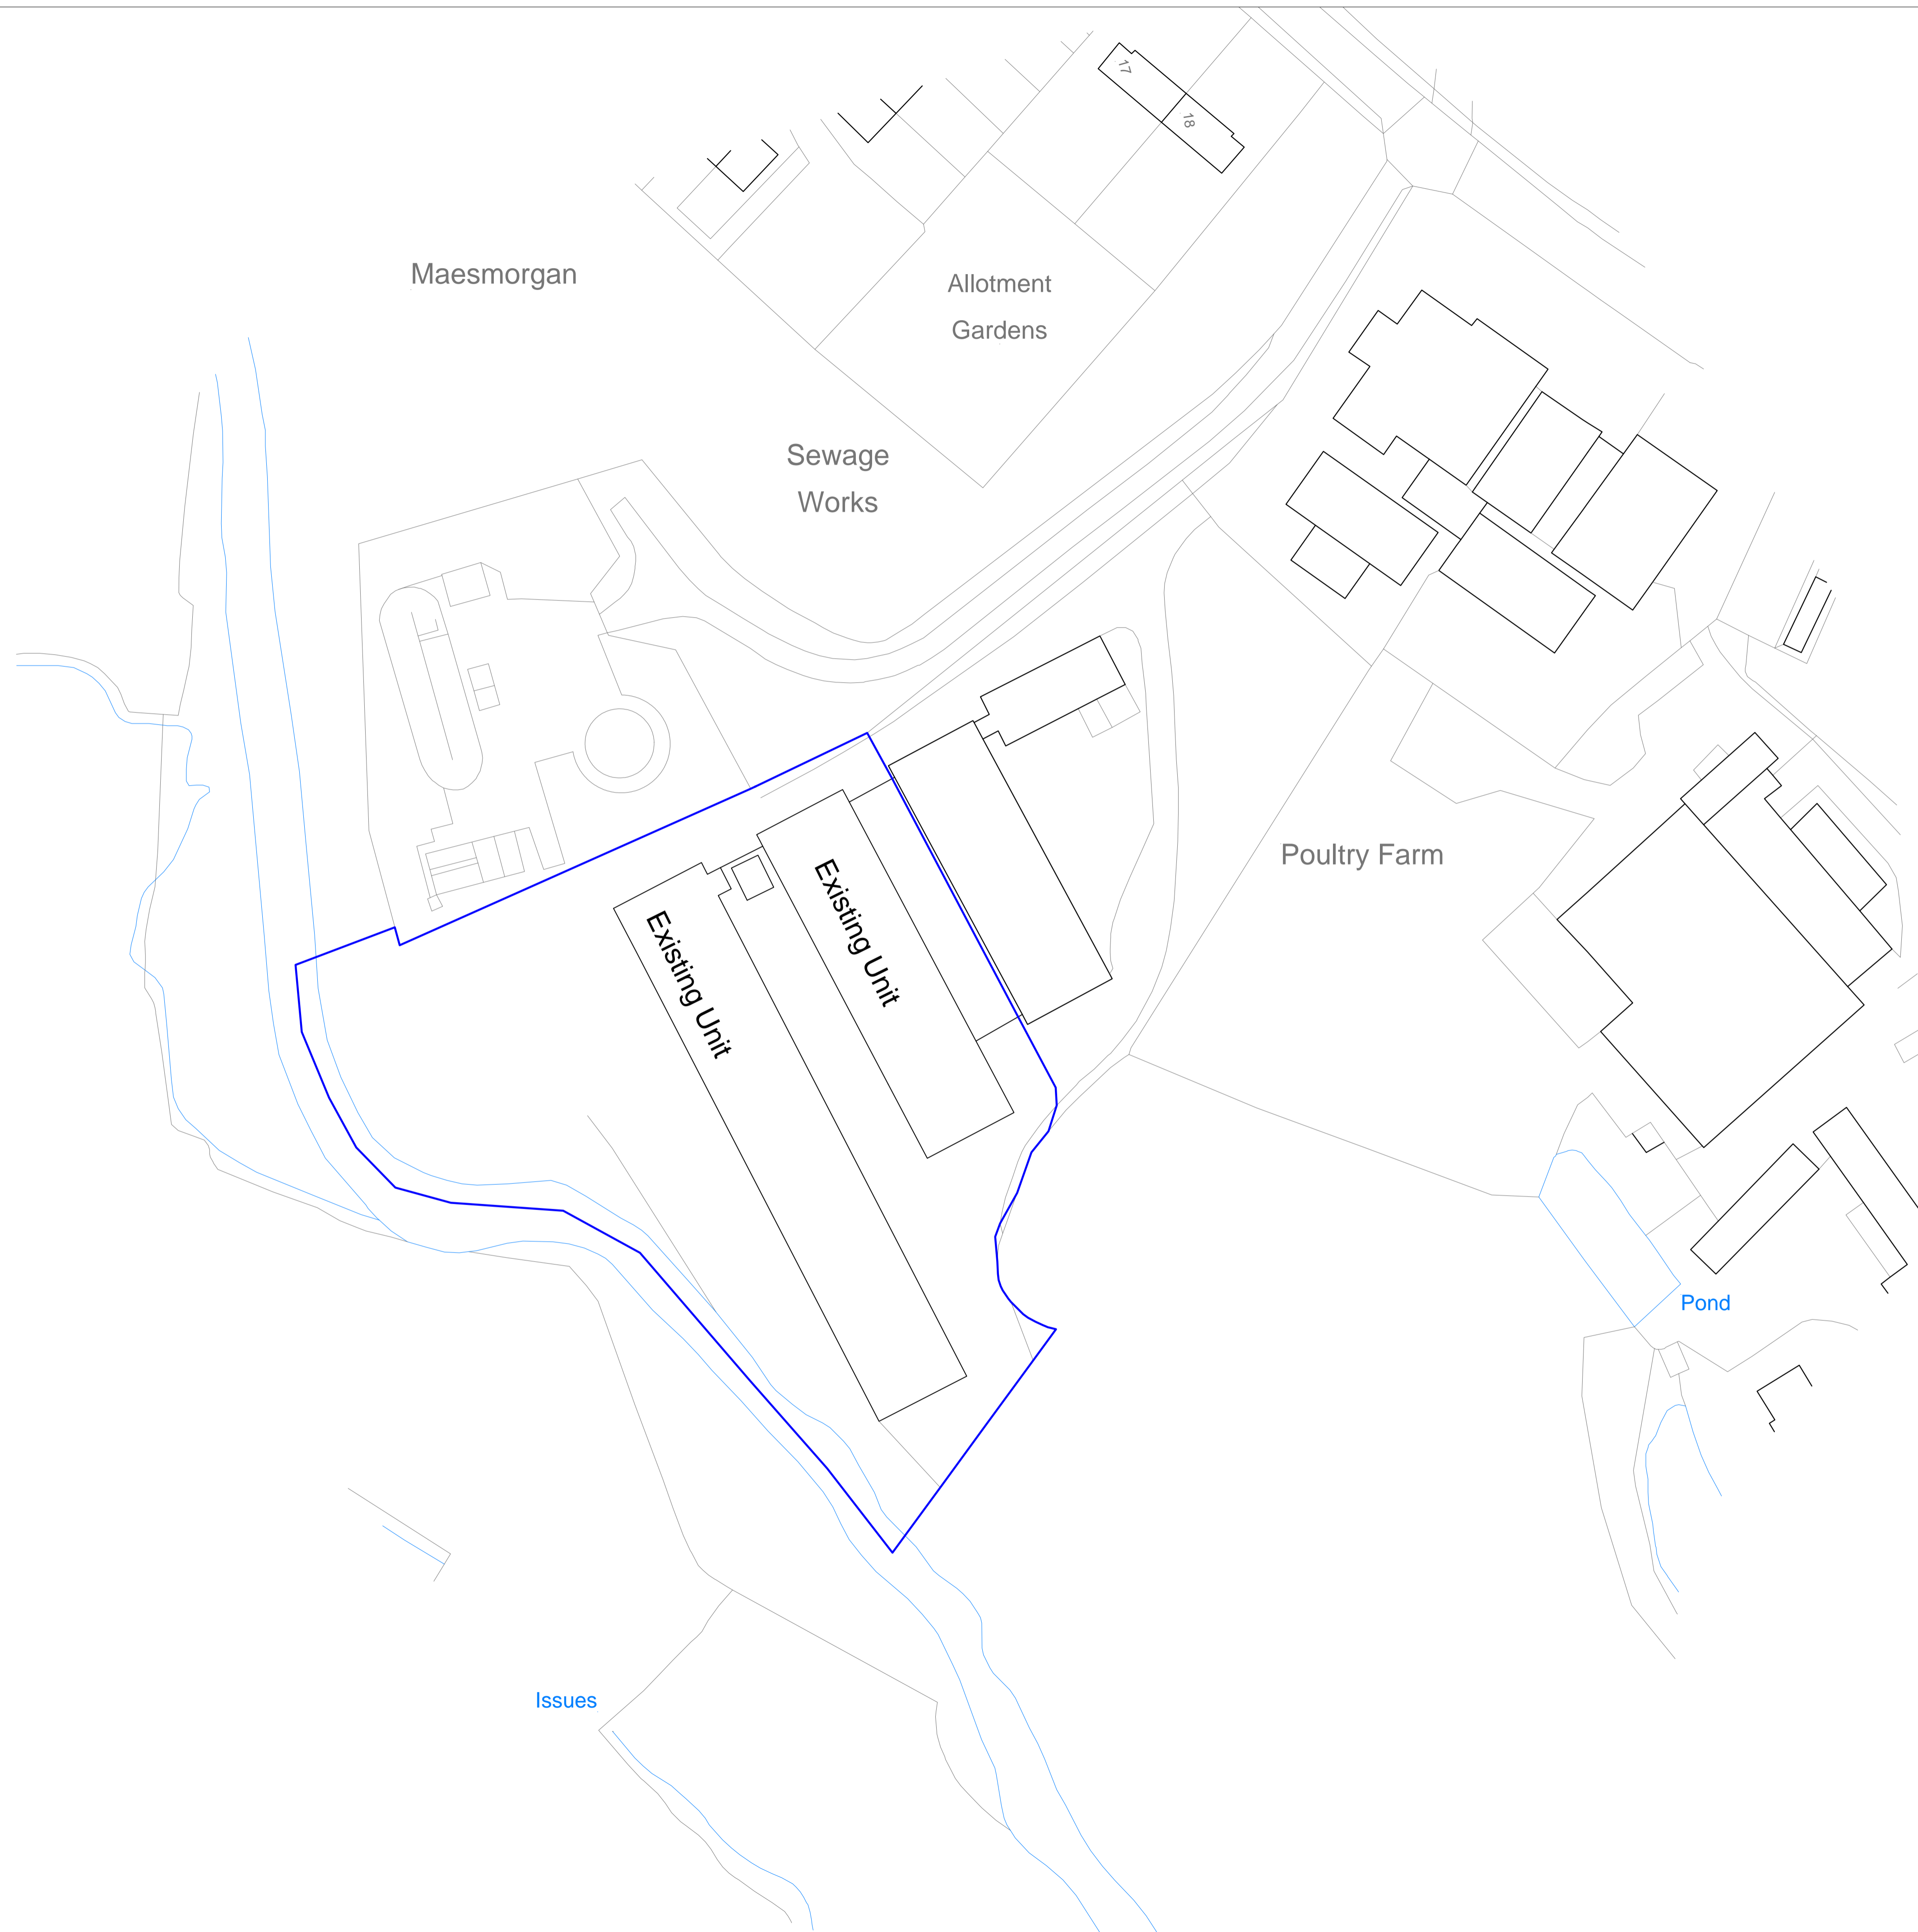 17
18
Maesmorgan
Allotment
Gardens
Sewage
Works
Poultry Farm
Existing Unit
Existing Unit
Pond
Issues